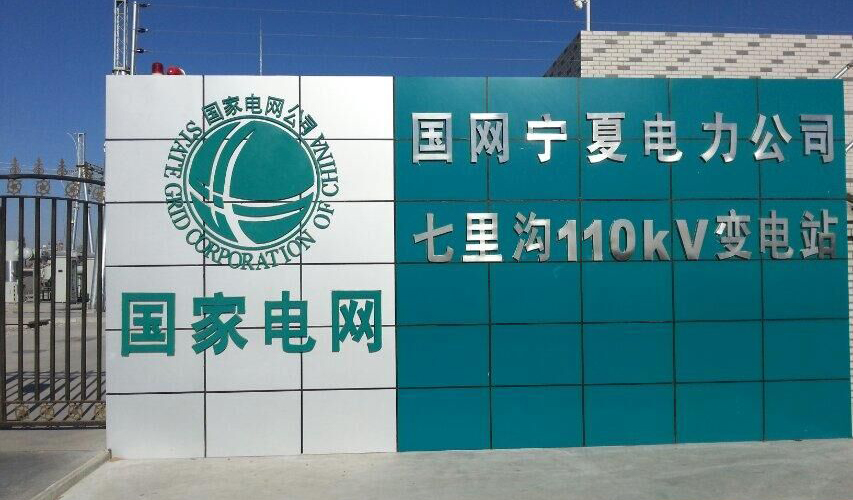 国家电网公司
STATE GRID CORPORATION OF CHINA
国家电网
国网宁夏电力公司
七里沟110kV变电站